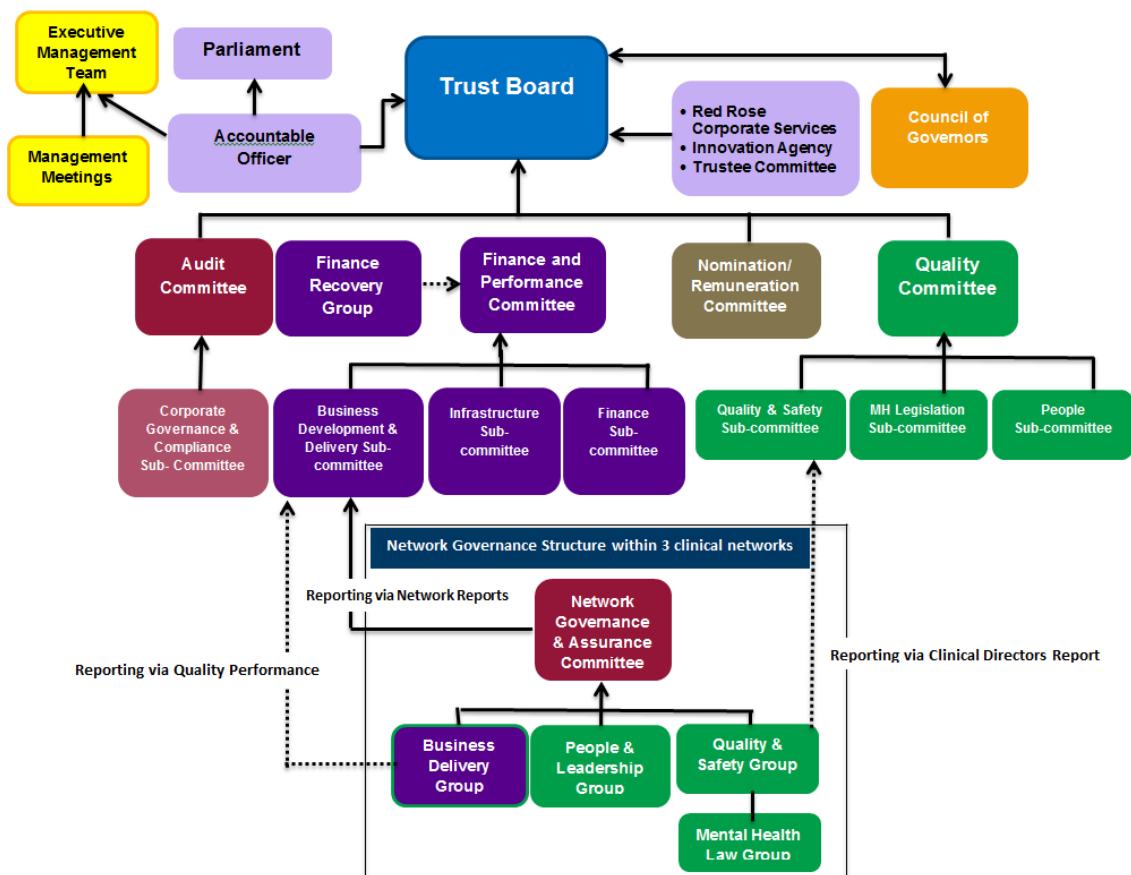 Executive
Management
Team
Parliament
Trust Board
• Red Rose
Corporate Services
• Innovation Agency
• Trustee Committee
Council of
Governors
Management
Meetings
Accountable
Officer
Audit
Committee
Finance
Recovery
Group
Finance and
Performance
Committee
Nomination/
Remuneration
Committee
Quality
Committee
Corporate
Governance &
Compliance
Sub- Committee
Business
Development &
Delivery Sub-
committee
Infrastructure
Sub-
committee
Finance
Sub-
committee
Quality & Safety
Sub-committee
MH Legislation
Sub-committee
People
Sub-committee
Network Governance Structure within 3 clinical networks
Reporting via Network Reports
Network
Governance
& Assurance
Committee
Reporting via Quality Performance
Reporting via Clinical Directors Report
Business
Delivery
Group
People &
Leadership
Group
Quality &
Safety Group
Mental Health
Law Group